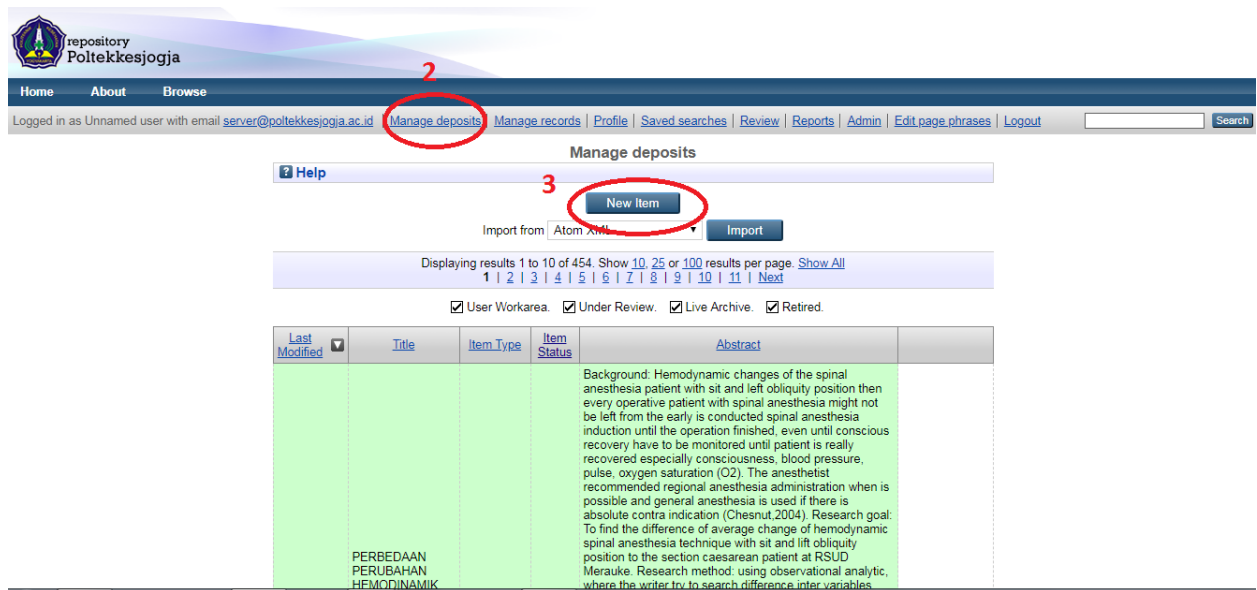 repository
Poltekkesjogja
2
Home About Browse
Logged in as Unnamed user with email server@poltekkesjogja.ac.id | Manage deposits | Manage records | Profile | Saved searches | Review | Reports | Admin | Edit page phrases | Logout Search
Manage deposits
? Help
3
New Item
Import from Atom XML Import
Displaying results 1 to 10 of 454. Show 10, 25 or 100 results per page. Show All
1 | 2 | 3 | 4 | 5 | 6 | 7 | 8 | 9 | 10 | 11 | Next
User Workarea. Under Review. Live Archive. Retired.
Last Modified Title Item Type Item Status Abstract
Background: Hemodynamic changes of the spinal
anesthesia patient with sit and left obliquity position then
every operative patient with spinal anesthesia might not
be left from the early is conducted spinal anesthesia
induction until the operation finished, even until conscious
recovery have to be monitored until patient is really
recovered especially consciousness, blood pressure,
pulse, oxygen saturation (O2). The anesthetist
recommended regional anesthesia administration when is
possible and general anesthesia is used if there is
absolute contra indication (Chesnut,2004). Research goal:
To find the difference of average change of hemodynamic
spinal anesthesia technique with sit and lift obliquity
PERBEDAAN position to the section caesarean patient at RSUD
PERUBAHAN Merauke. Research method: using observational analytic,
HEMODINAMIK where the writer try to search difference inter variables